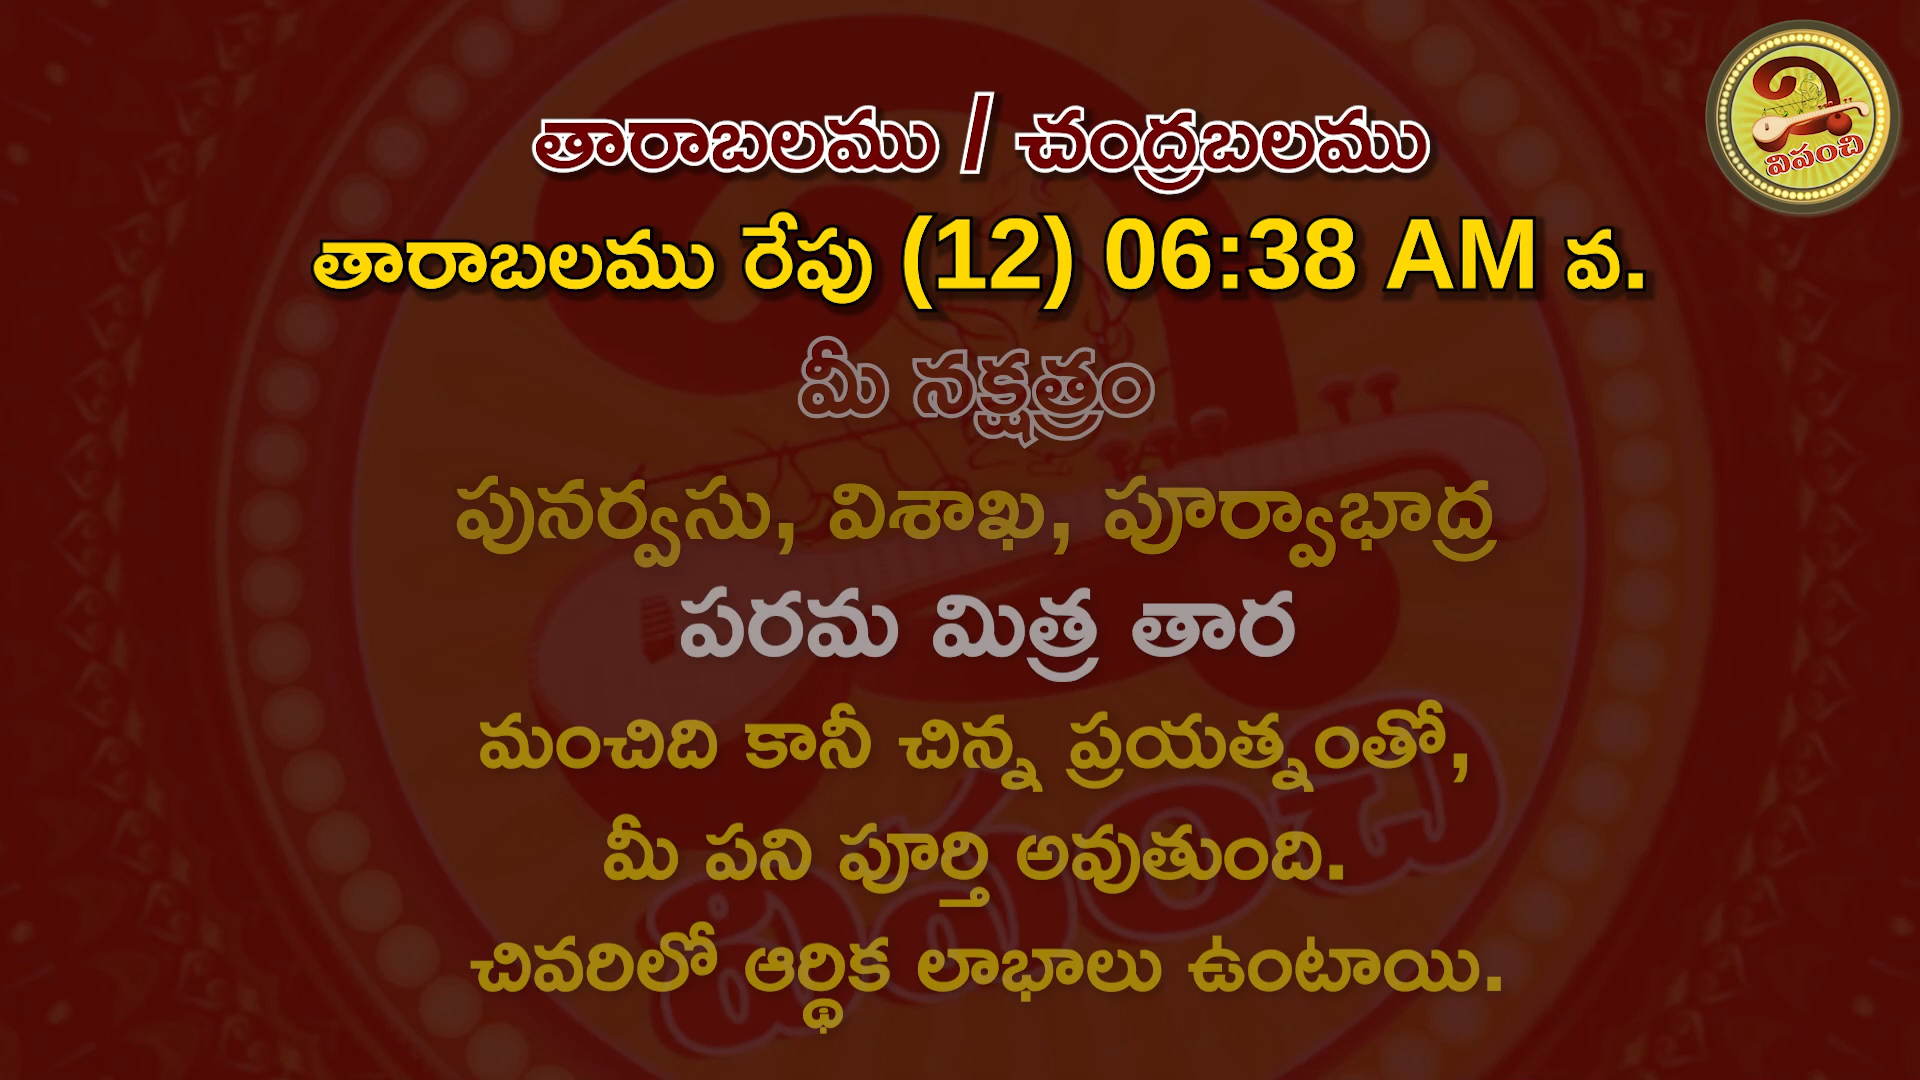 తారాబలము / చంద్రబలము
విపంచి
తారాబలము రేపు (12) 06:38 AM వ.
మీ నక్షత్రం
పునర్వసు, విశాఖ, పూర్వాభాద్ర
పరమ మిత్ర తార
మంచిది కానీ చిన్న ప్రయత్నంతో,
మీ పని పూర్తి అవుతుంది.
చివరిలో ఆర్థిక లాభాలు ఉంటాయి.
విపంచి